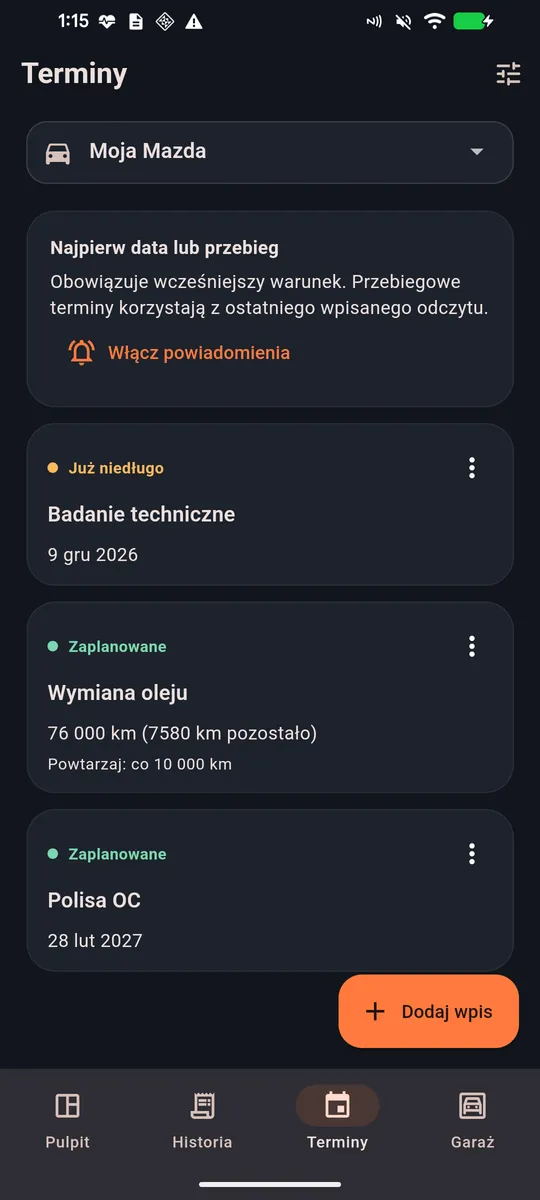 1:15
Terminy
Moja Mazda
Najpierw data lub przebieg
Obowiązuje wcześniejszy warunek. Przebiegowe
terminy korzystają z ostatniego wpisanego odczytu.
Włącz powiadomienia
Już niedługo
Badanie techniczne
9 gru 2026
Zaplanowane
Wymiana oleju
76 000 km (7580 km pozostało)
Powtarzaj: co 10 000 km
Zaplanowane
Polisa OC
28 lut 2027
Dodaj wpis
Pulpit
Historia
Terminy
Garaż